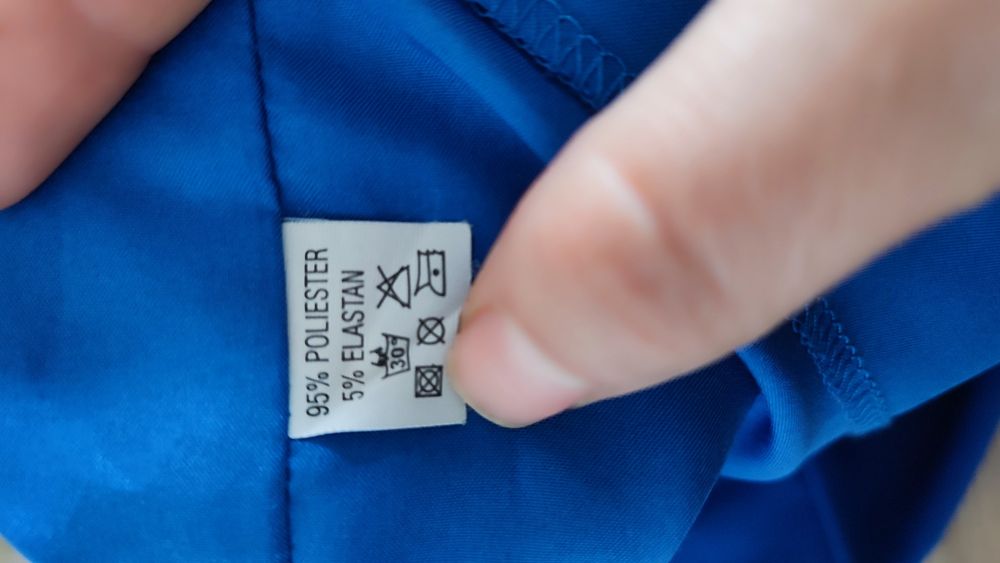 95% POLIESTER
5% ELASTAN
30°